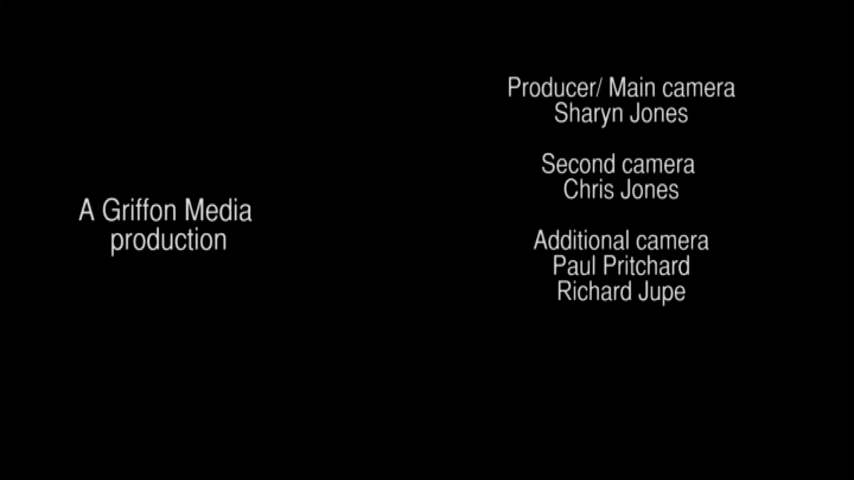 A Griffon Media
production
Producer/ Main camera
Sharyn Jones
Second camera
Chris Jones
Additional camera
Paul Pritchard
Richard Jupe